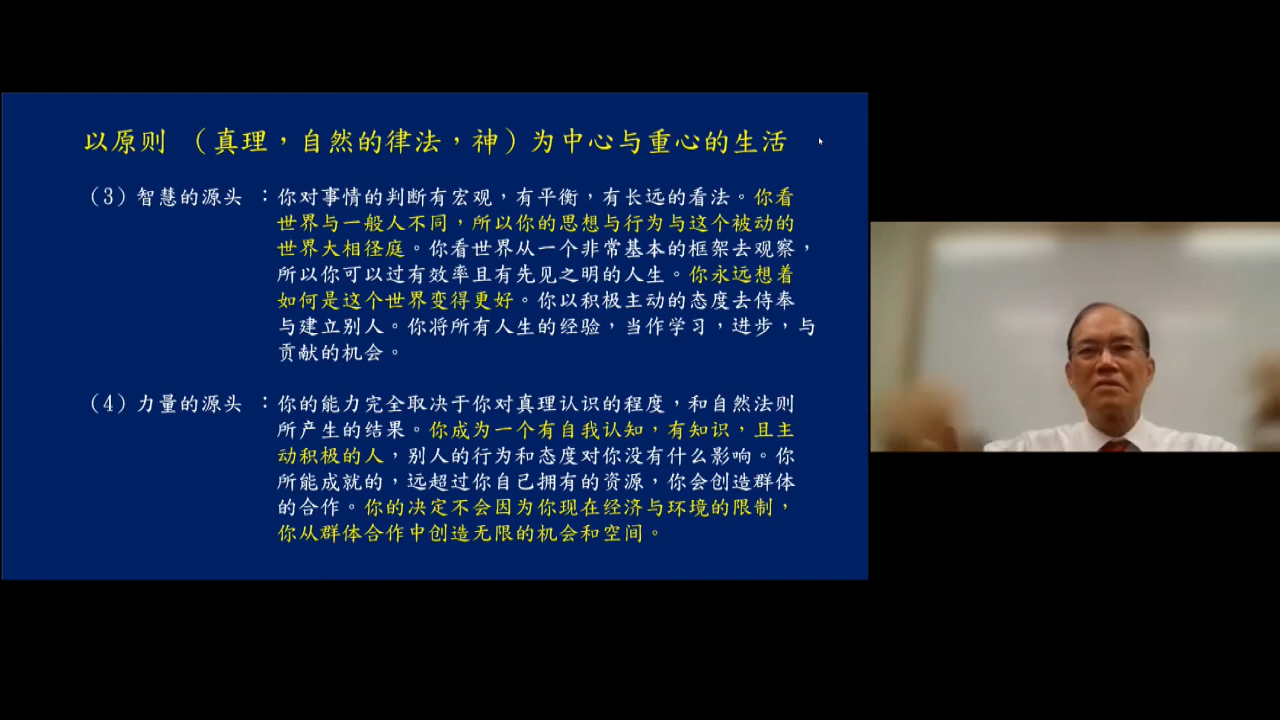 以原则 （真理，自然的律法，神）为中心与重心的生活
（3）智慧的源头 ：你对事情的判断有宏观，有平衡，有长远的看法。你看
世界与一般人不同，所以你的思想与行为与这个被动的
世界大相径庭。你看世界从一个非常基本的框架去观察，
所以你可以过有效率且有先见之明的人生。你永远想着
如何是这个世界变得更好。你以积极主动的态度去侍奉
与建立别人。你将所有人生的经验，当作学习，进步，与
贡献的机会。
（4）力量的源头 ：你的能力完全取决于你对真理认识的程度，和自然法则
所产生的结果。你成为一个有自我认知，有知识，且主
动积极的人，别人的行为和态度对你没有什么影响。你
所能成就的，远超过你自己拥有的资源，你会创造群体
的合作。你的决定不会因为你现在经济与环境的限制，
你从群体合作中创造无限的机会和空间。